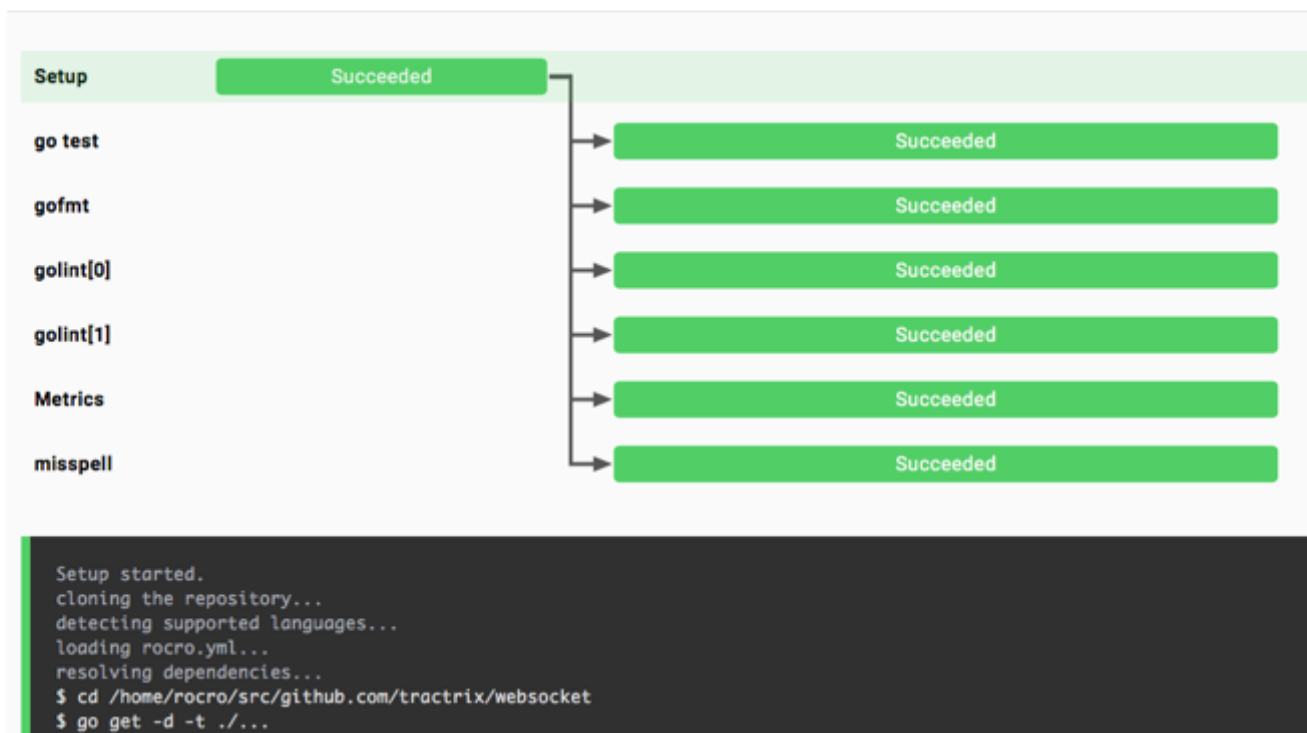 Setup Succeeded
go test Succeeded
gofmt Succeeded
golint[0] Succeeded
golint[1] Succeeded
Metrics Succeeded
misspell Succeeded
Setup started.
cloning the repository...
detecting supported languages...
loading rocro.yml...
resolving dependencies...
$ cd /home/rocro/src/github.com/tractrix/websocket
$ go get -d -t ./...